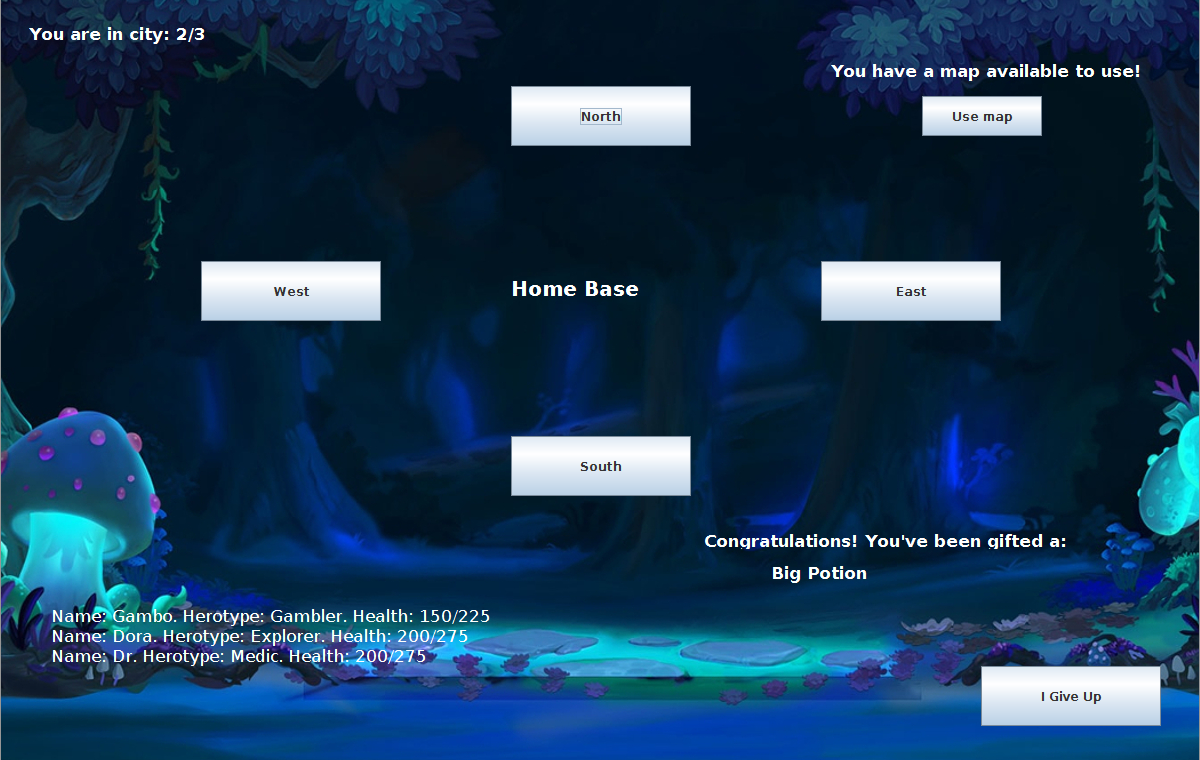 You are in city: 2/3
You have a map available to use!
North
Use map
West
Home Base
East
South
Congratulations! You've been gifted a:
Big Potion
Name: Gambo. Herotype: Gambler. Health: 150/225
Name: Dora. Herotype: Explorer. Health: 200/275
Name: Dr. Herotype: Medic. Health: 200/275
I Give Up